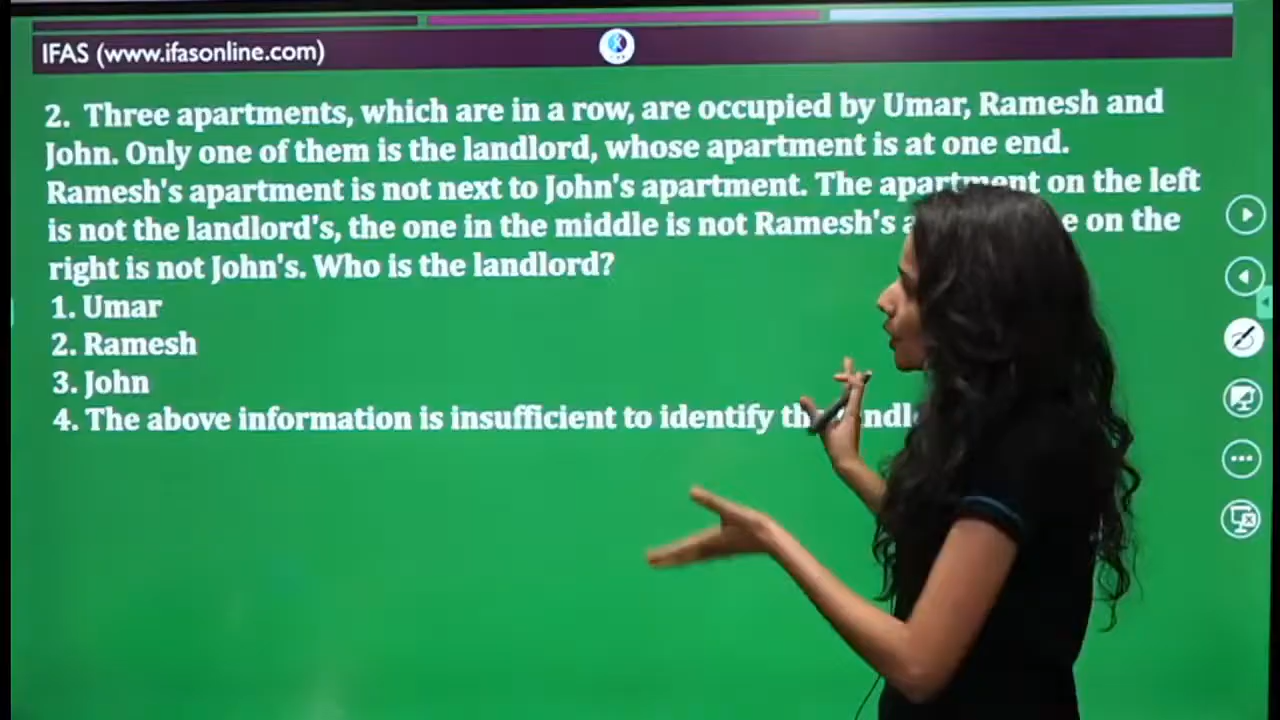 IFAS (www.ifasonline.com)
2. Three apartments, which are in a row, are occupied by Umar, Ramesh and
John. Only one of them is the landlord, whose apartment is at one end.
Ramesh's apartment is not next to John's apartment. The apartment on the left
is not the landlord's, the one in the middle is not Ramesh's on the
right is not John's. Who is the landlord?
1. Umar
2. Ramesh
3. John
4. The above information is insufficient to identify